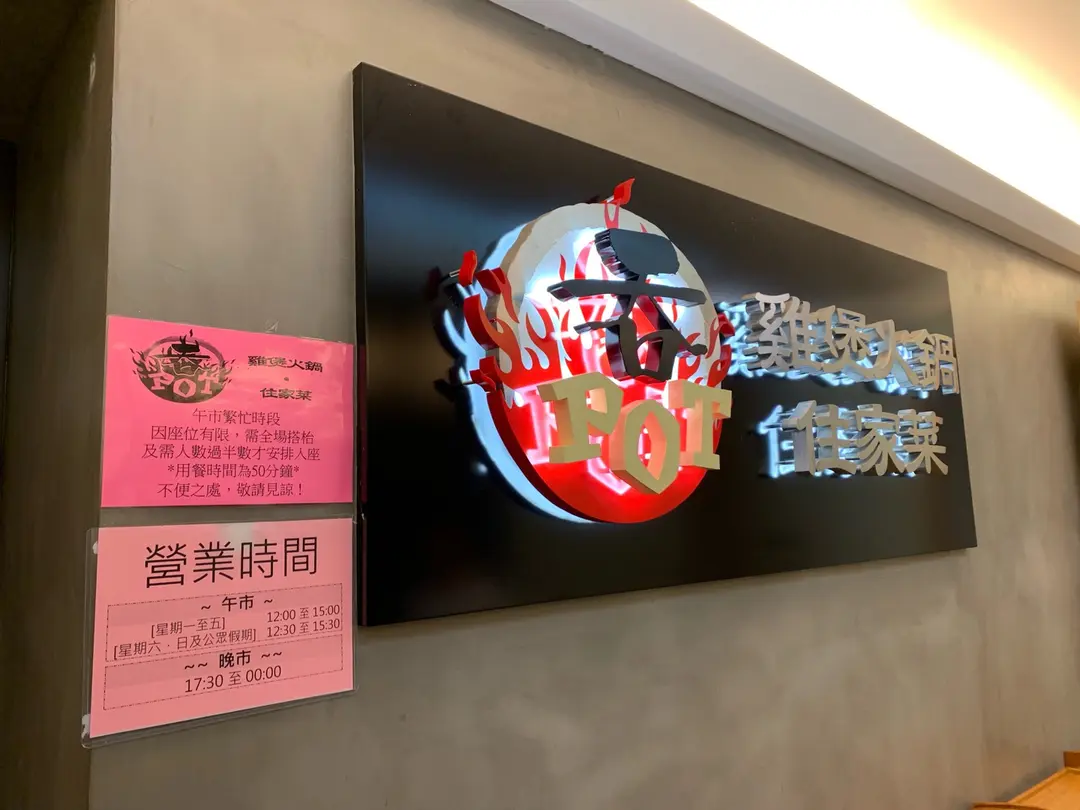 POT
雞煲火鍋
住家菜
POT
雞煲火鍋
•
住家菜
午市繁忙時段
因座位有限，需全場搭枱
及需人數過半數才安排入座
*用餐時間為50分鐘*
不便之處，敬請見諒！
營業時間
~ 午市 ~
[星期一至五] 12:00 至 15:00
[星期六．日及公眾假期] 12:30 至 15:30
~~ 晚市 ~~
17:30 至 00:00